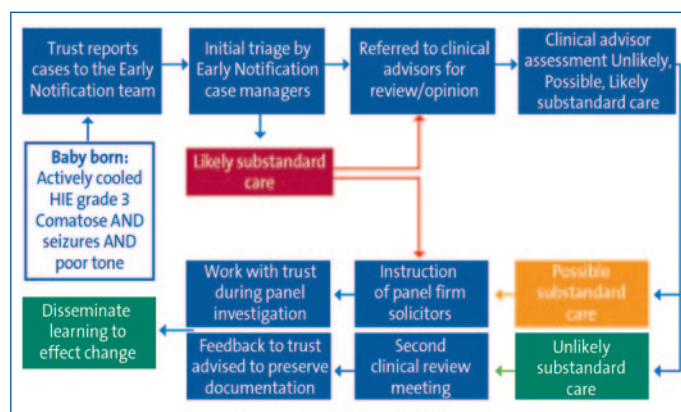 Trust reports
cases to the Early
Notification team
Initial triage by
Early Notification
case managers
Referred to clinical
advisors for
review/opinion
Clinical advisor
assessment Unlikely,
Possible, Likely
substandard care
Baby born:
Actively cooled
HIE grade 3
Comatose AND
seizures AND
poor tone
Likely substandard
care
Work with trust
during panel
investigation
Instruction
of panel firm
solicitors
Possible
substandard
care
Disseminate
learning to
effect change
Feedback to trust
advised to preserve
documentation
Second
clinical review
meeting
Unlikely
substandard
care